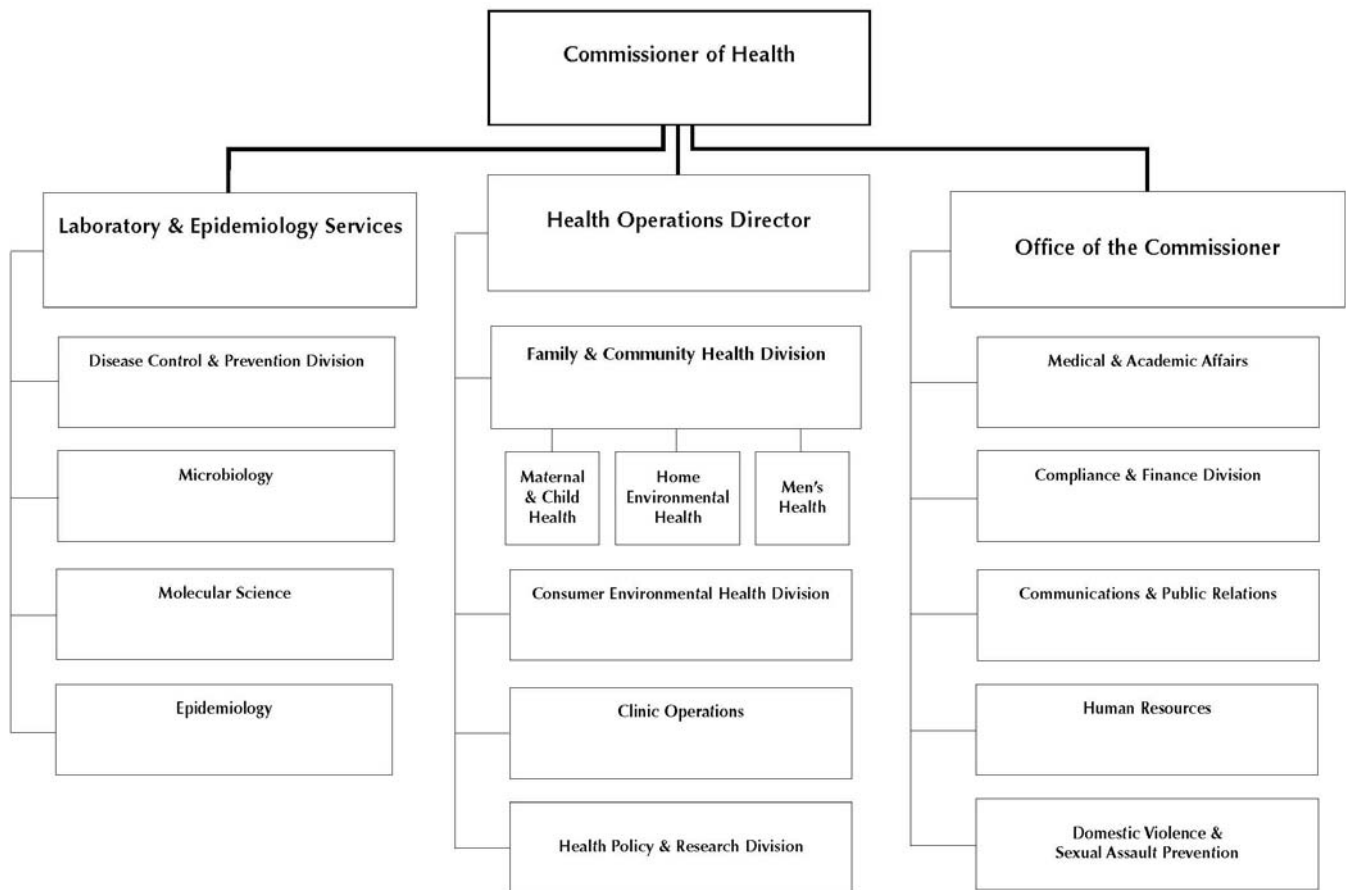 Commissioner of Health
Laboratory & Epidemiology Services
Disease Control & Prevention Division
Microbiology
Molecular Science
Epidemiology
Health Operations Director
Family & Community Health Division
Maternal
& Child
Health
Home
Environmental
Health
Men's
Health
Consumer Environmental Health Division
Clinic Operations
Health Policy & Research Division
Office of the Commissioner
Medical & Academic Affairs
Compliance & Finance Division
Communications & Public Relations
Human Resources
Domestic Violence &
Sexual Assault Prevention